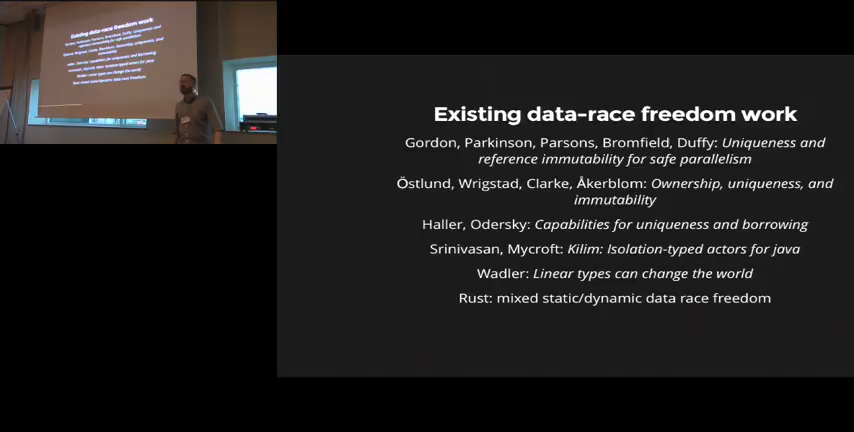 Existing data-race freedom work
Gordon, Parkinson, Parsons, Bromfield, Duffy: Uniqueness and
reference immutability for safe parallelism
Östlund, Wrigstad, Clarke, Åkerblom: Ownership, uniqueness, and
immutability
Haller, Odersky: Capabilities for uniqueness and borrowing
Srinivasan, Mycroft: Kilim: Isolation-typed actors for java
Wadler: Linear types can change the world
Rust: mixed static/dynamic data race freedom